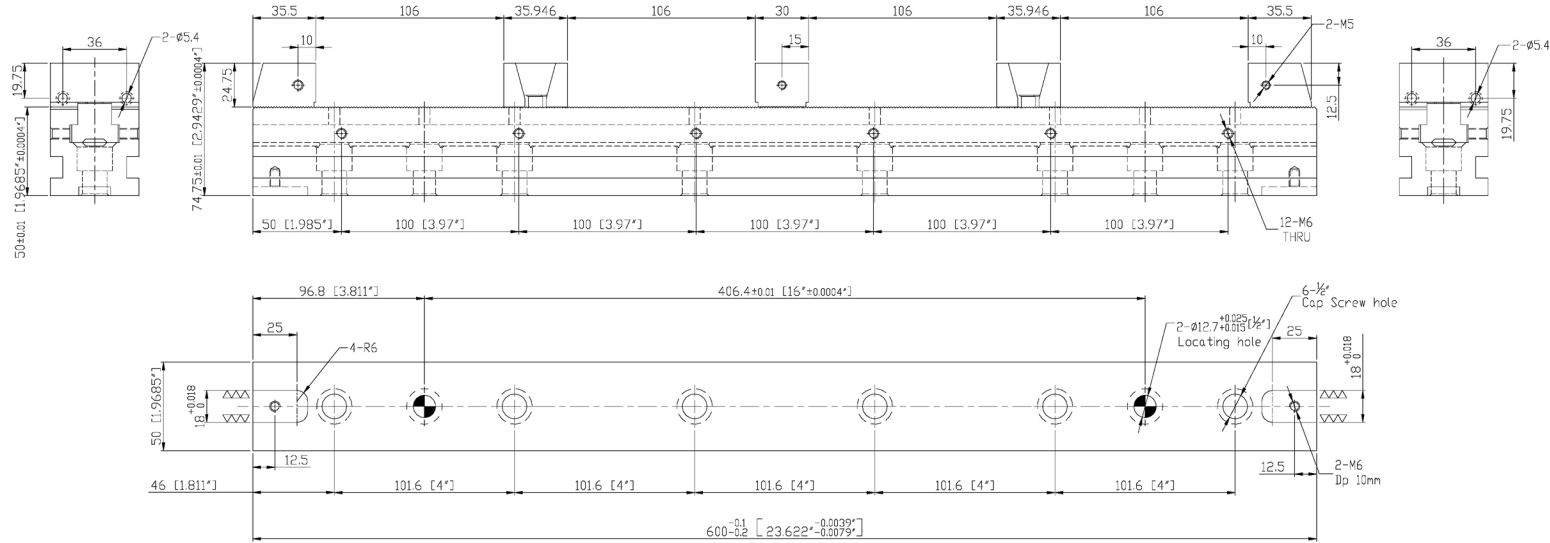 35.5 106 35.946 106 30 106 35.946 106 35.5
10 15 10 2-M5
36 2-ø5.4
19.75
50±0.01 [1.9685"±0.0004"]
74.75±0.01 [2.9429"±0.0004"]
24.75
12.5
36 2-ø5.4
19.75
50 [1.985"] 100 [3.97"] 100 [3.97"] 100 [3.97"] 100 [3.97"] 100 [3.97"]
12-M6
THRU
96.8 [3.811"] 406.4±0.01 [16"±0.0004"]
6-½"
Cap Screw hole
2-ø12.7 +0.025 +0.015 [½"]
Locating hole
25 4-R6 25
50 [1.9685"]
18 +0.018 0
18 +0.018 0
12.5 12.5
2-M6
Dp 10mm
46 [1.811"] 101.6 [4"] 101.6 [4"] 101.6 [4"] 101.6 [4"] 101.6 [4"]
600 -0.1 -0.2 [23.622" -0.0039" -0.0079"]